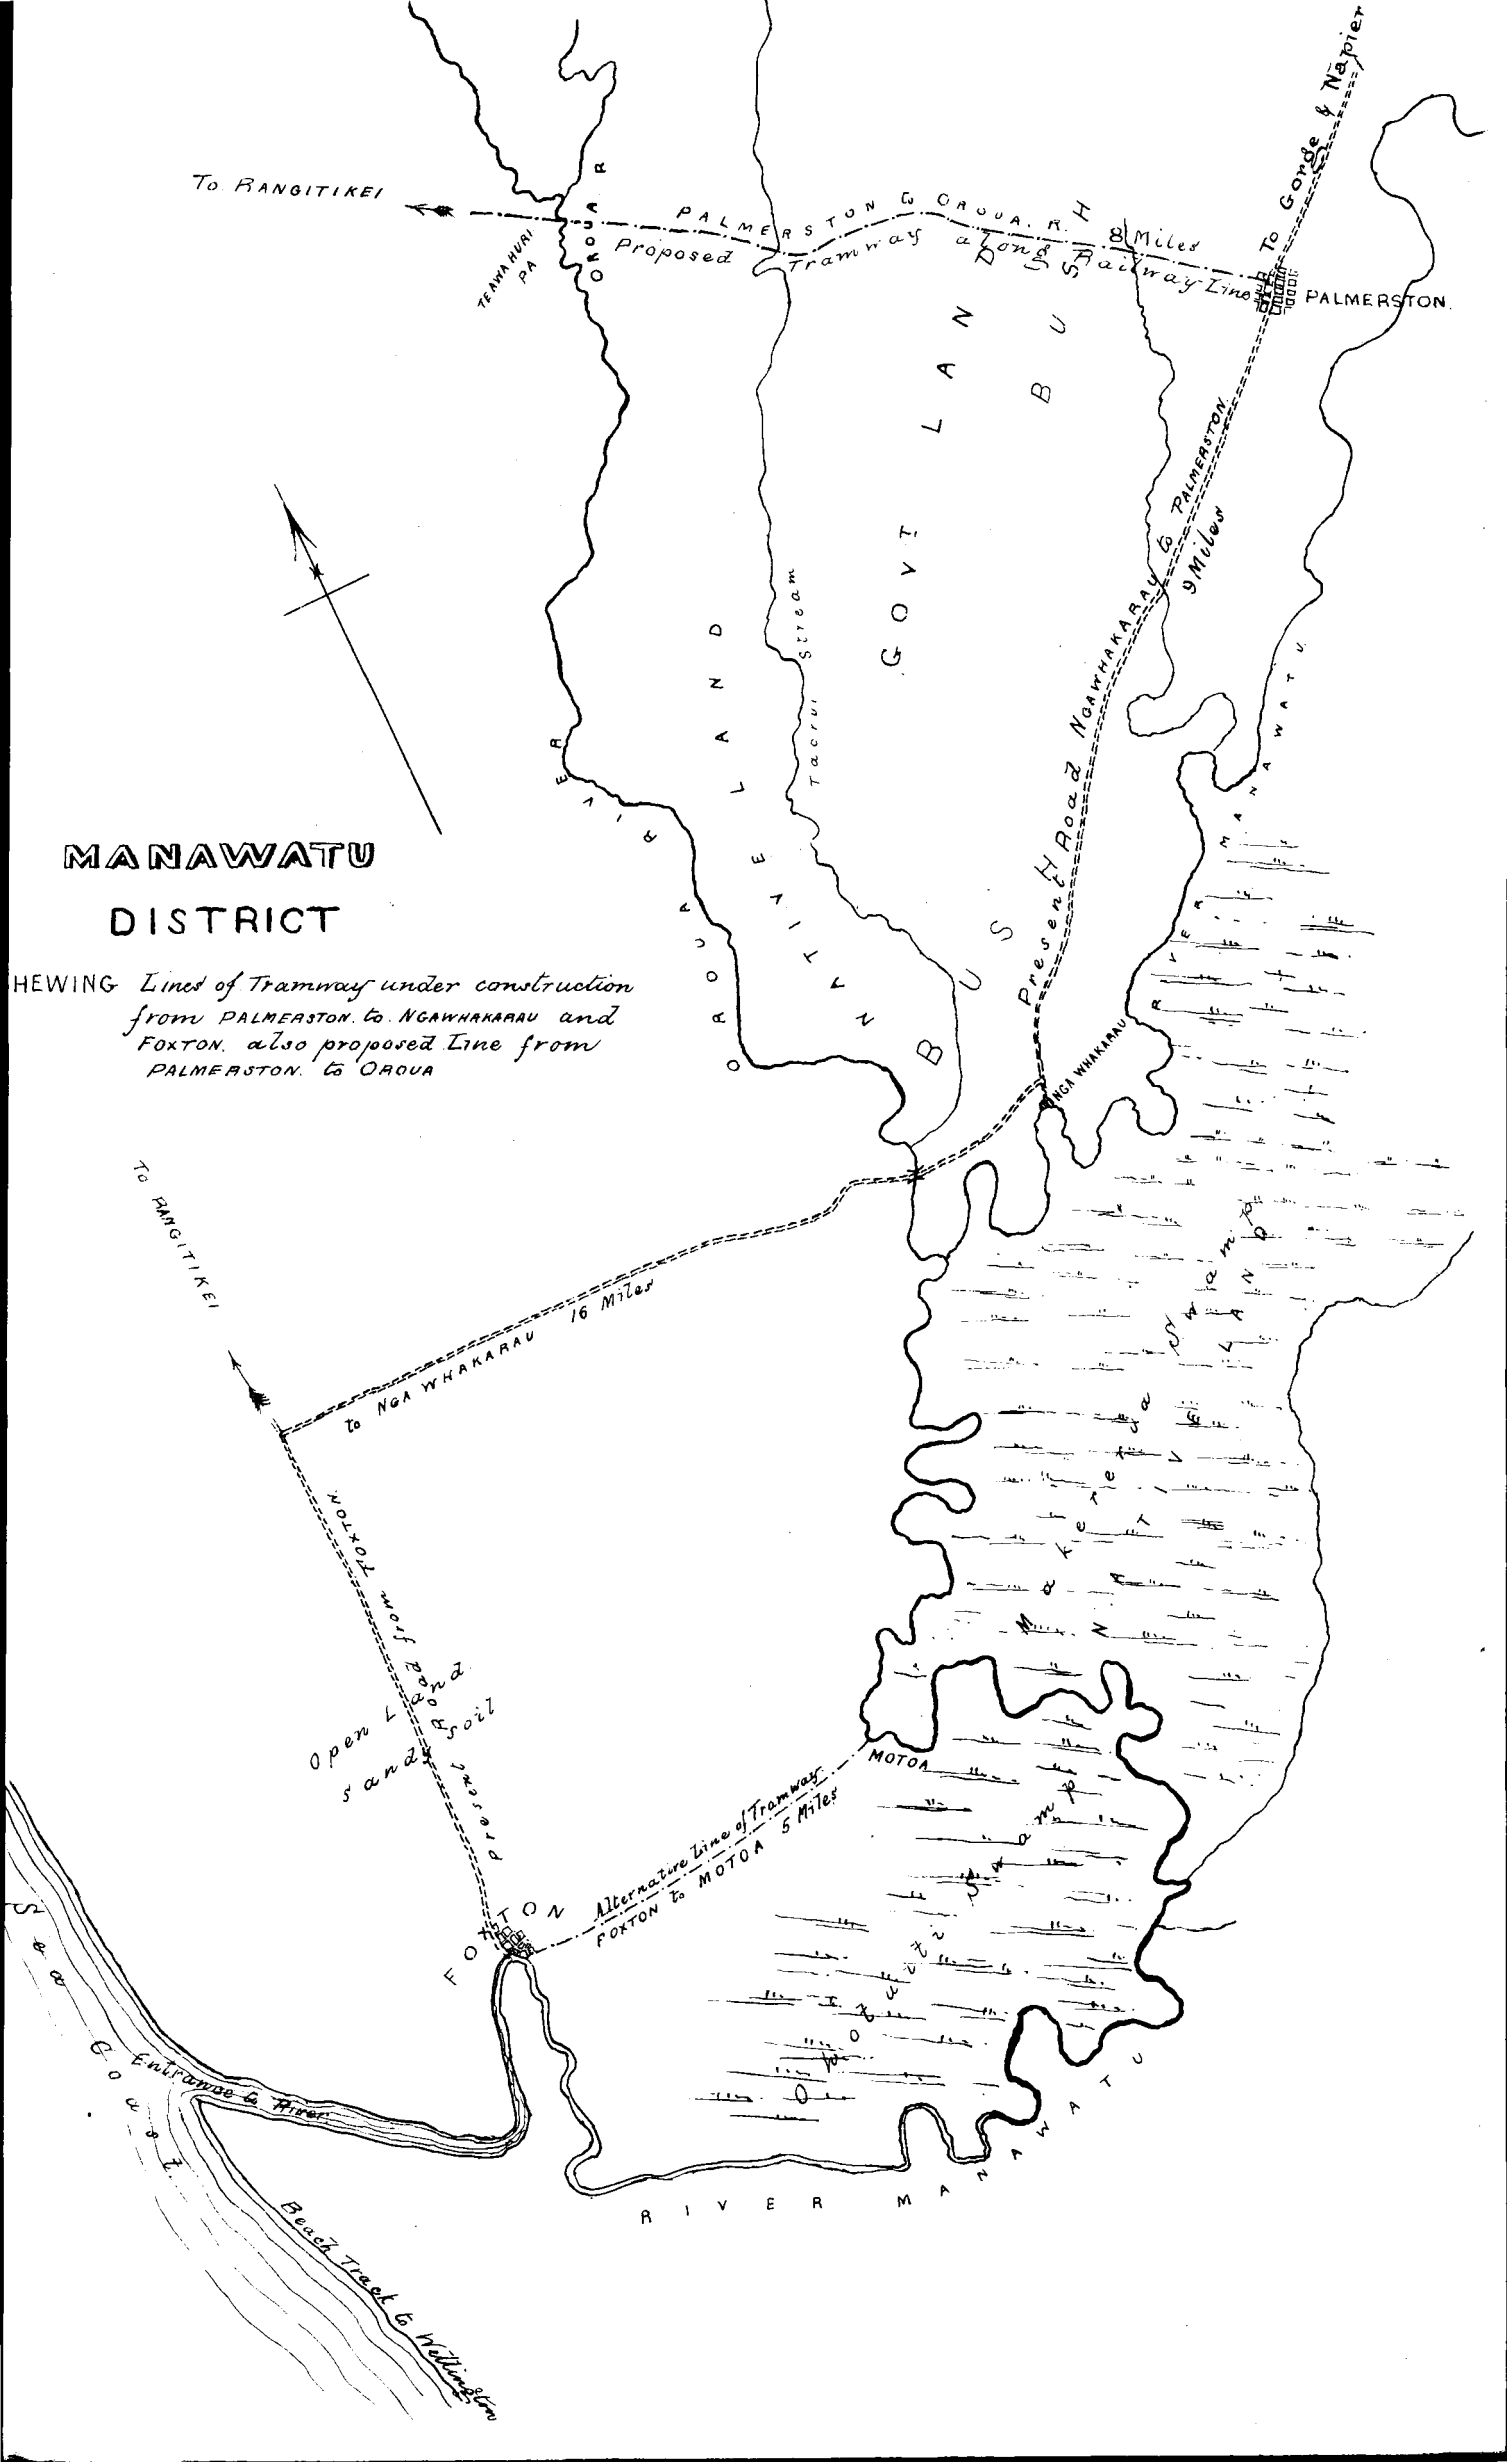 To RANGITIKEI
PALMERSTON to OROUA. R. 8 Miles
Proposed Tramway along Railway Line
To Gorge & Napier
PALMERSTON.
TEAWAHURI
PA
OROUA R
GOVT LAND
BUSH
Present Road NGAWHAKARAU to PALMERSTON.
9 Miles
NATIVE LAND
Stream
OROUA RIVER
BUSH
MANAWATU RIVER
NGA WHAKARAU
MANAWATU
DISTRICT
HEWING Lines of Tramway under construction
from PALMERSTON. to. NGAWHAKARAU and
FOXTON. also proposed Line from
PALMERSTON. to OROUA
To RANGITIKEI
to NGA WHAKARAU 16 Miles
Present Road from FOXTON.
Open Land
sandy soil
Swamp
NATIVE LAND
MOTOA
Alternative Line of Tramway
FOXTON to MOTOA 5 Miles
FOXTON
Swamp
Sea Coast
Entrance to River
Beach Track to Wellington
RIVER MANAWATU